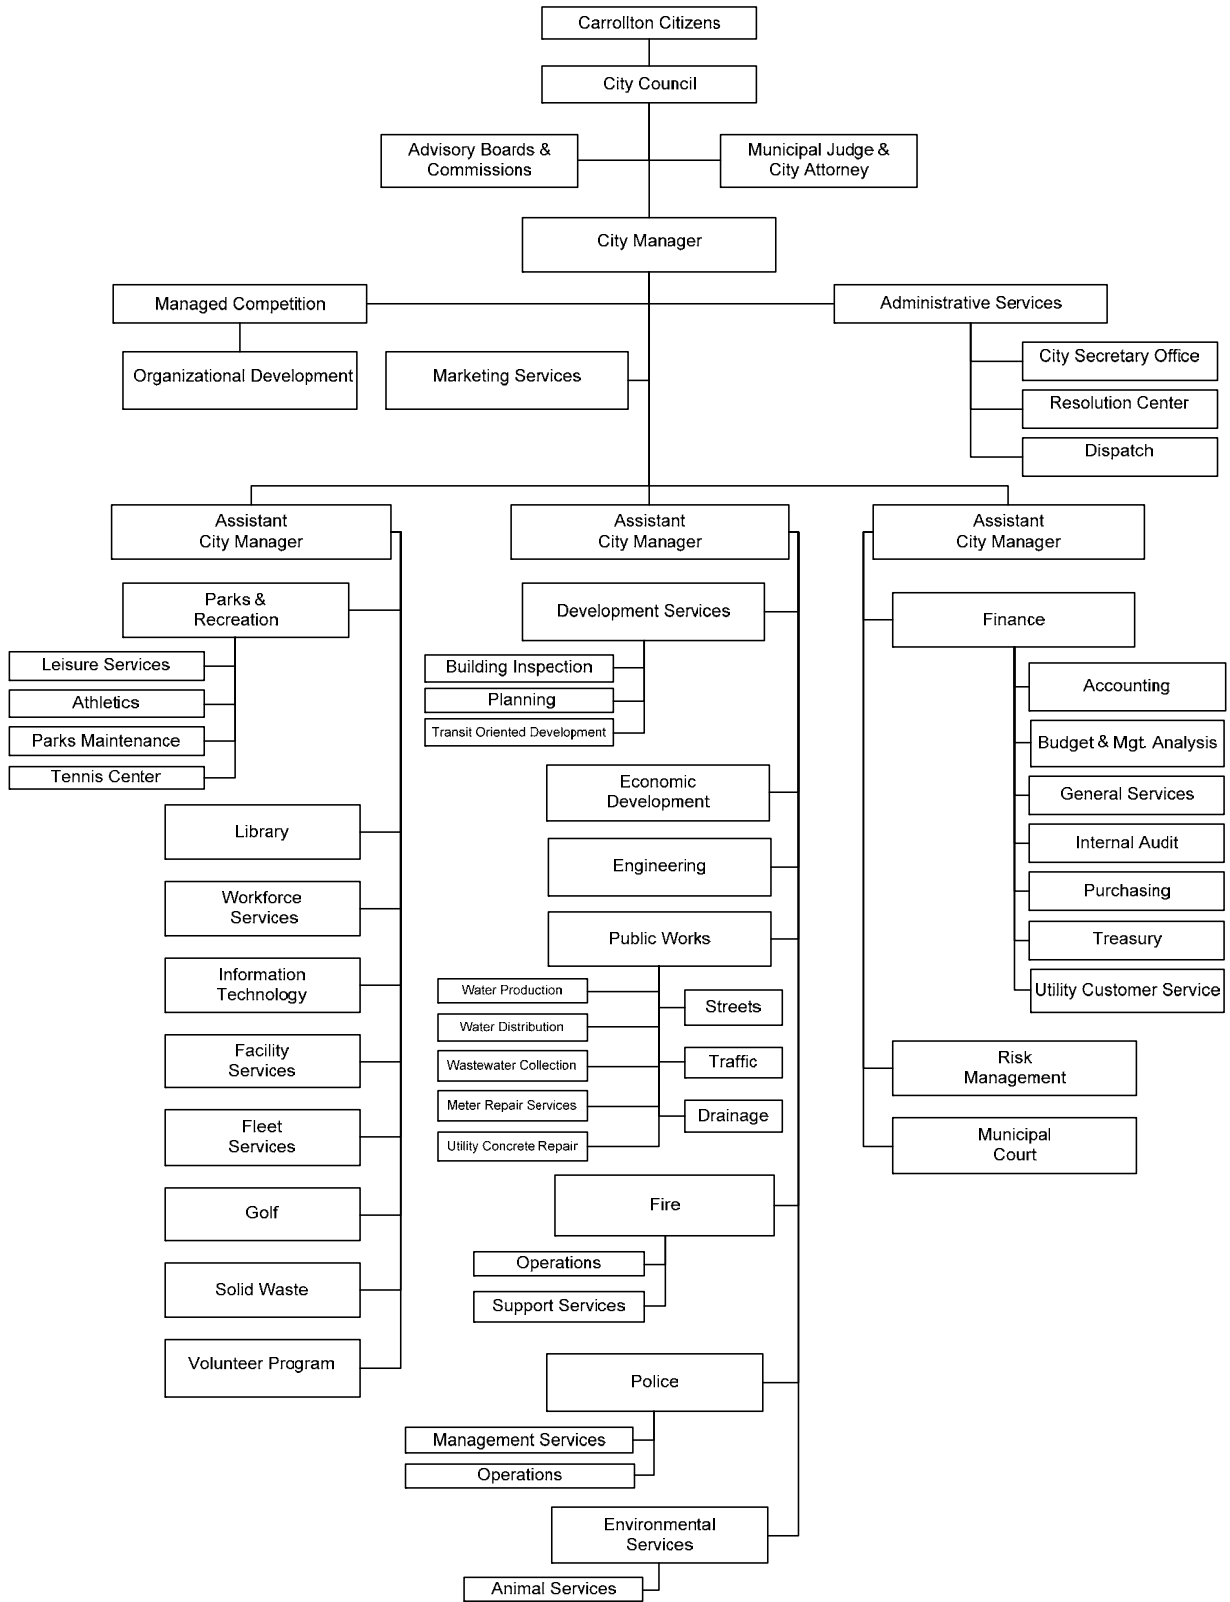 Carrollton Citizens
City Council
Advisory Boards &
Commissions
Municipal Judge &
City Attorney
City Manager
Managed Competition
Administrative Services
Organizational Development
Marketing Services
City Secretary Office
Resolution Center
Dispatch
Assistant
City Manager
Parks &
Recreation
Leisure Services
Athletics
Parks Maintenance
Tennis Center
Library
Workforce
Services
Information
Technology
Facility
Services
Fleet
Services
Golf
Solid Waste
Volunteer Program
Assistant
City Manager
Development Services
Building Inspection
Planning
Transit Oriented Development
Economic
Development
Engineering
Public Works
Water Production
Water Distribution
Wastewater Collection
Meter Repair Services
Utility Concrete Repair
Streets
Traffic
Drainage
Fire
Operations
Support Services
Police
Management Services
Operations
Environmental
Services
Animal Services
Assistant
City Manager
Finance
Accounting
Budget & Mgt. Analysis
General Services
Internal Audit
Purchasing
Treasury
Utility Customer Service
Risk
Management
Municipal
Court